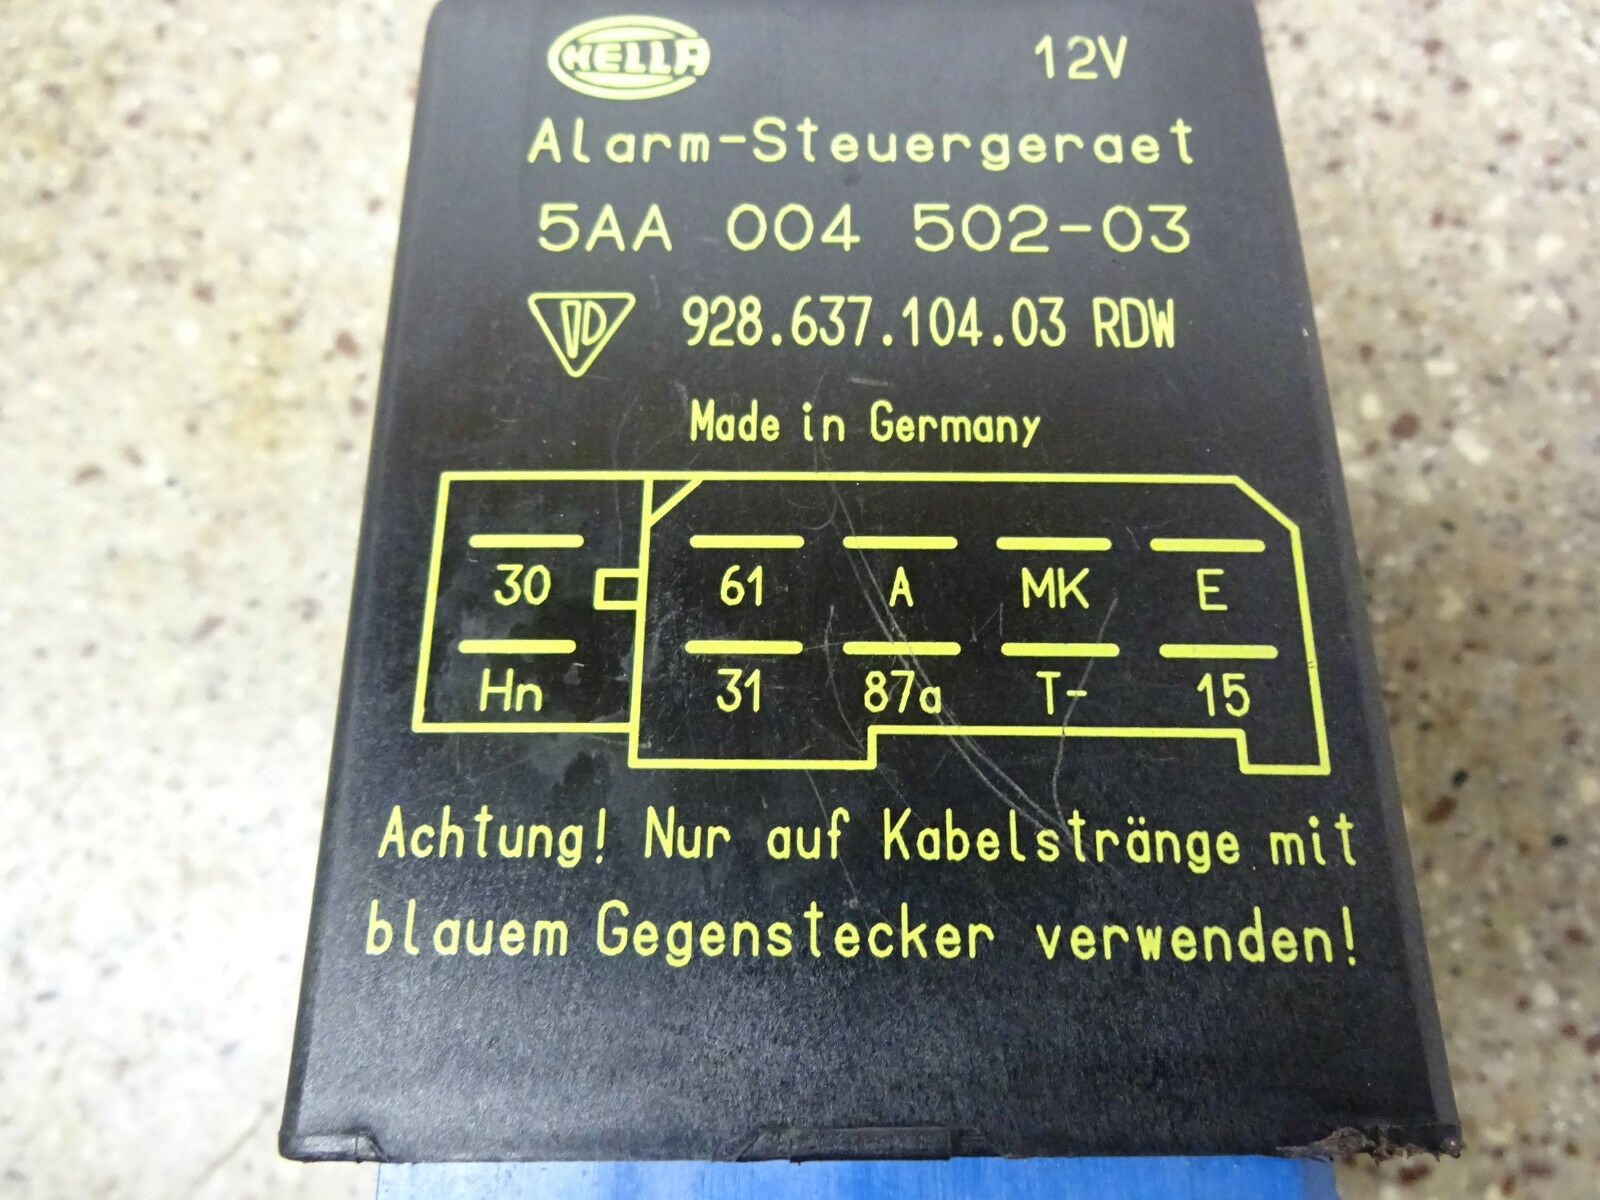 HELLA 12V
Alarm-Steuergeraet
5AA 004 502-03
928.637.104.03 RDW
Made in Germany
30 61 A MK E
Hn 31 87a T- 15
Achtung! Nur auf Kabelstränge mit
blauem Gegenstecker verwenden!